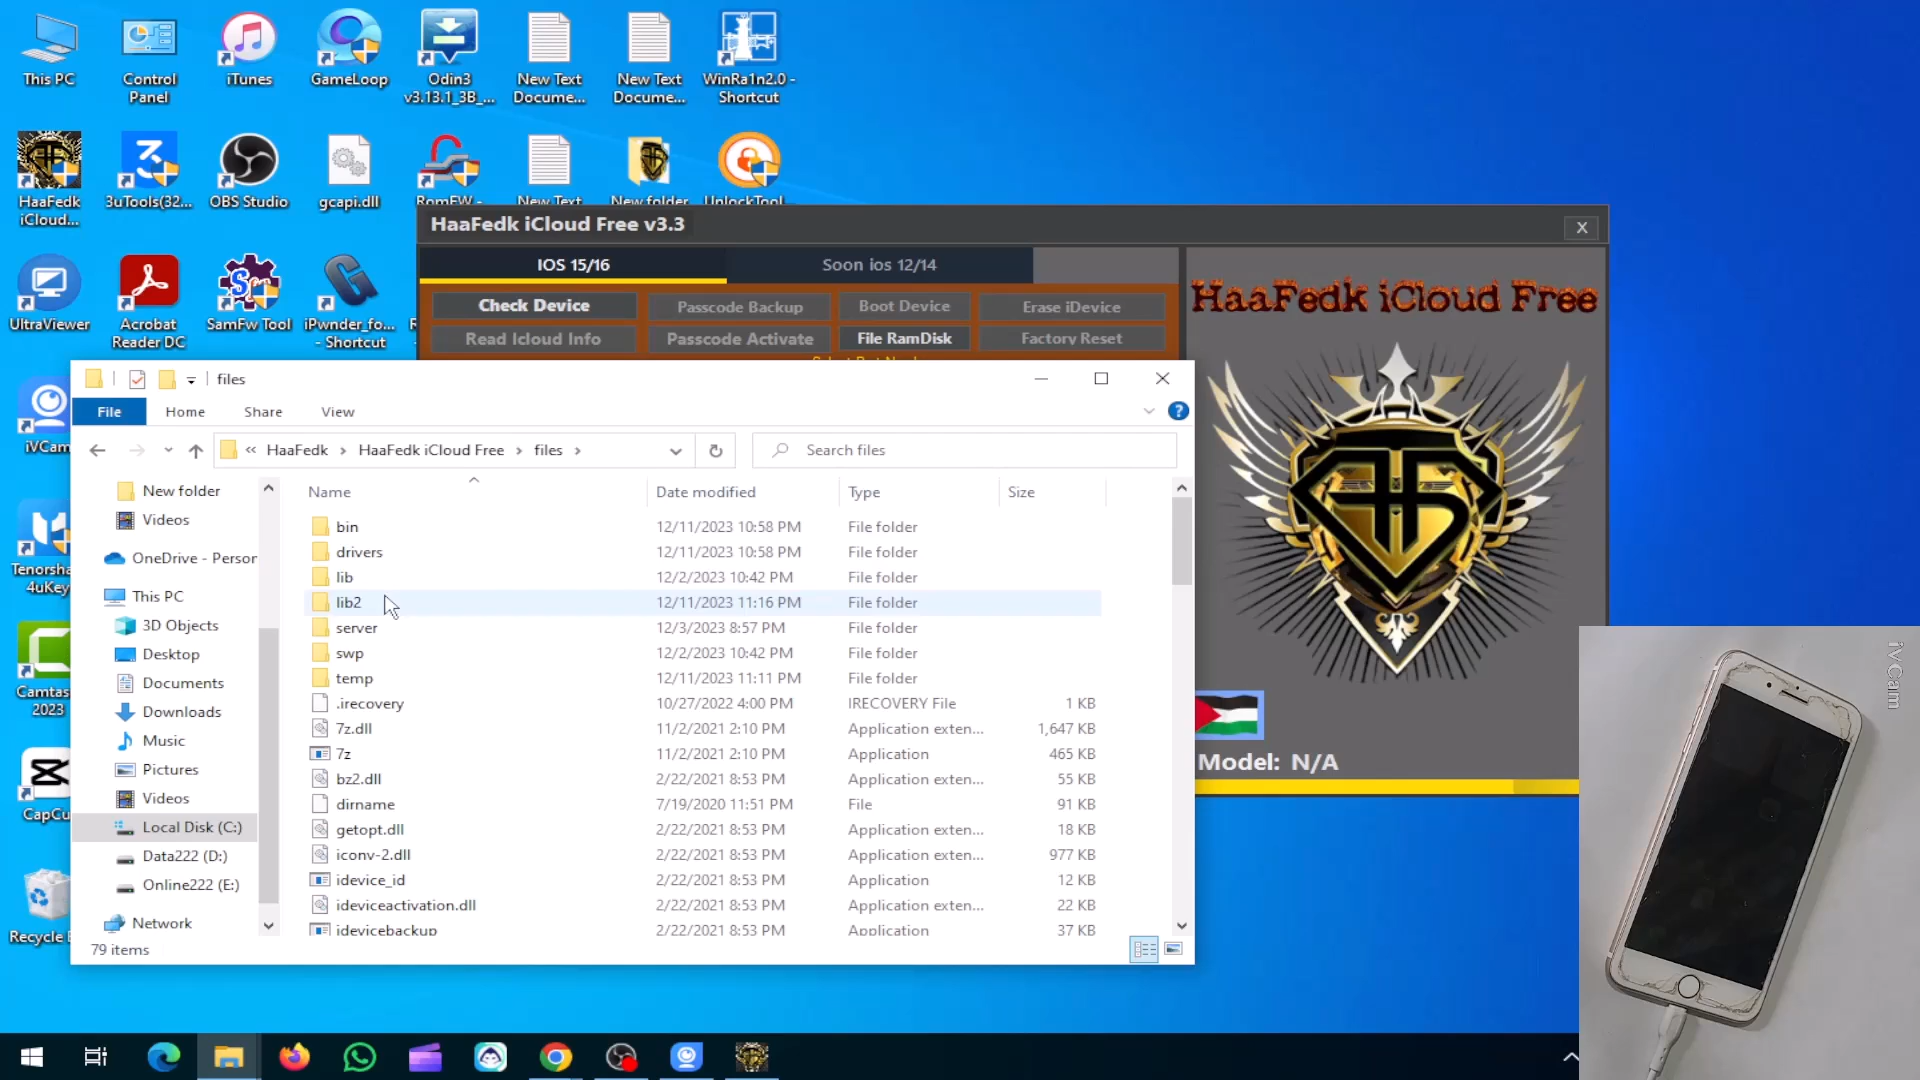 This PC
Control
Panel
iTunes
GameLoop
Odin3
v3.13.1_3B_...
New Text
Docume...
New Text
Docume...
WinRa1n2.0 -
Shortcut
HaaFedk
iCloud...
3uTools(32...
OBS Studio
gcapi.dll
RomFW -
New Text
New folder
UnlockTool...
UltraViewer
Acrobat
Reader DC
SamFw Tool
iPwnder_fo...
- Shortcut
iVCam
Tenorsha
4uKey
Camtas
2023
CapCu
Recycle B
HaaFedk iCloud Free v3.3
X
IOS 15/16
Soon ios 12/14
Check Device
Passcode Backup
Boot Device
Erase iDevice
Read Icloud Info
Passcode Activate
File RamDisk
Factory Reset
HaaFedk iCloud Free
Model: N/A
files
File
Home
Share
View
?
« HaaFedk > HaaFedk iCloud Free > files >
Search files
New folder
Videos
OneDrive - Person
This PC
3D Objects
Desktop
Documents
Downloads
Music
Pictures
Videos
Local Disk (C:)
Data222 (D:)
Online222 (E:)
Network
Name Date modified Type Size
bin 12/11/2023 10:58 PM File folder
drivers 12/11/2023 10:58 PM File folder
lib 12/2/2023 10:42 PM File folder
lib2 12/11/2023 11:16 PM File folder
server 12/3/2023 8:57 PM File folder
swp 12/2/2023 10:42 PM File folder
temp 12/11/2023 11:11 PM File folder
.irecovery 10/27/2022 4:00 PM IRECOVERY File 1 KB
7z.dll 11/2/2021 2:10 PM Application exten... 1,647 KB
7z 11/2/2021 2:10 PM Application 465 KB
bz2.dll 2/22/2021 8:53 PM Application exten... 55 KB
dirname 7/19/2020 11:51 PM File 91 KB
getopt.dll 2/22/2021 8:53 PM Application exten... 18 KB
iconv-2.dll 2/22/2021 8:53 PM Application exten... 977 KB
idevice_id 2/22/2021 8:53 PM Application 12 KB
ideviceactivation.dll 2/22/2021 8:53 PM Application exten... 22 KB
idevicebackup 2/22/2021 8:53 PM Application 37 KB
79 items
iVCam